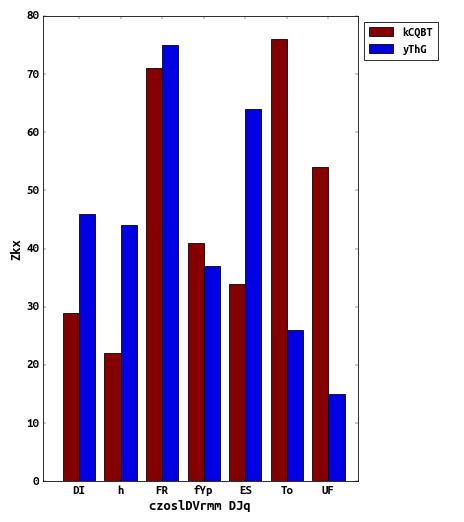 80
70
60
50
40
30
20
10
0
Zkx
DI h FR fYp ES To UF
czoslDVrmm DJq
kCQBT
yThG